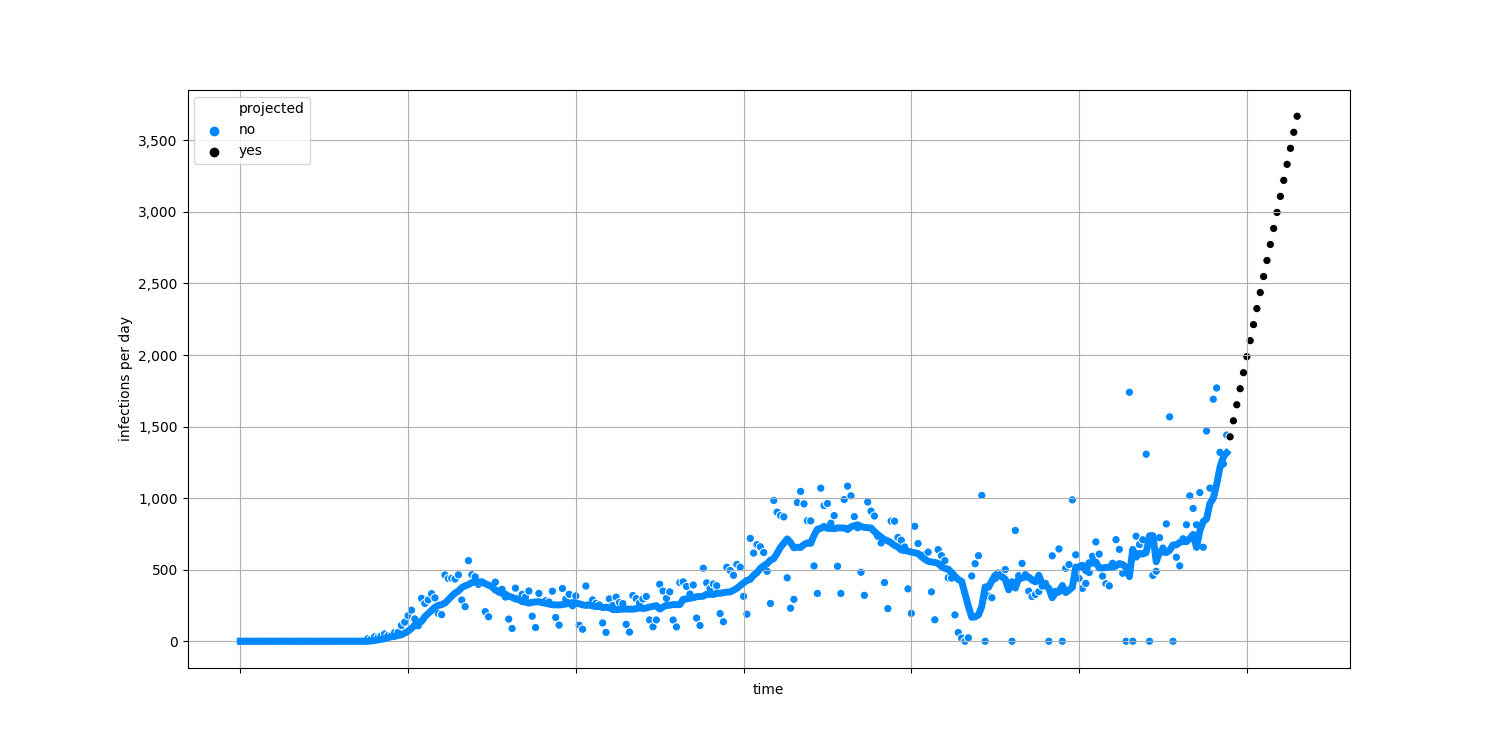 projected
no
yes
3,500
3,000
2,500
2,000
1,500
1,000
500
0
infections per day
time